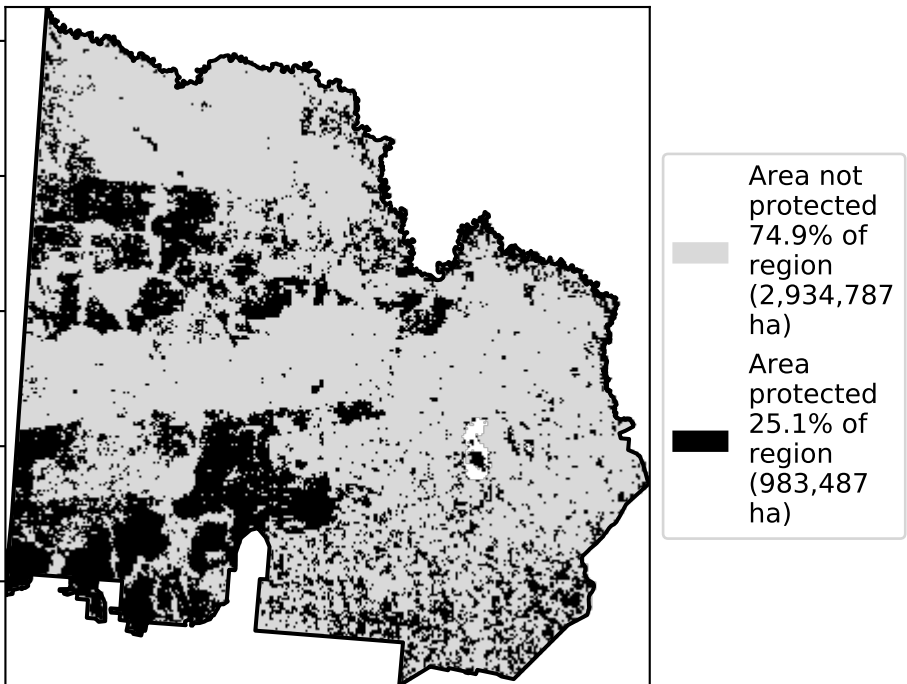 Area not
protected
74.9% of
region
(2,934,787
ha)
Area
protected
25.1% of
region
(983,487
ha)